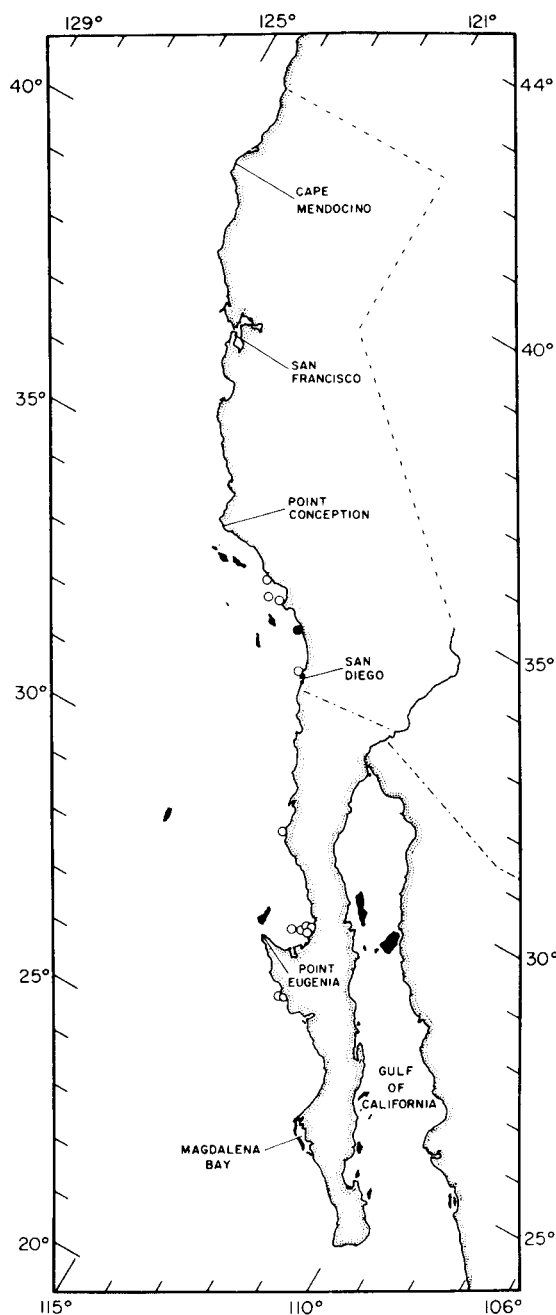 129°
125°
121°
40°
44°
CAPE
MENDOCINO
SAN
FRANCISCO
40°
35°
POINT
CONCEPTION
SAN
DIEGO
35°
30°
POINT
EUGENIA
30°
25°
GULF
OF
CALIFORNIA
MAGDALENA
BAY
20°
25°
115°
110°
106°